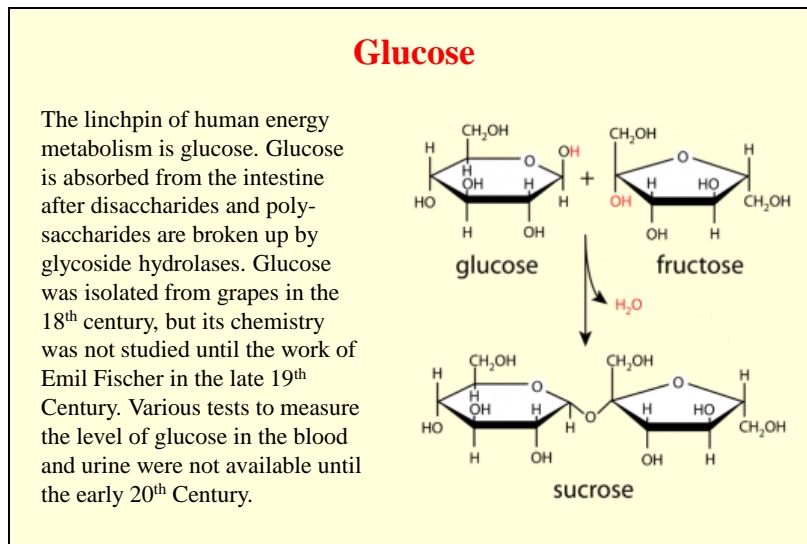 Glucose
The linchpin of human energy
metabolism is glucose. Glucose
is absorbed from the intestine
after disaccharides and poly-
saccharides are broken up by
glycoside hydrolases. Glucose
was isolated from grapes in the
18th century, but its chemistry
was not studied until the work of
Emil Fischer in the late 19th
Century. Various tests to measure
the level of glucose in the blood
and urine were not available until
the early 20th Century.
CH2OH
H
O
OH
H
OH
H
HO
H
H
OH
+
CH2OH
O
H
H
HO
OH
CH2OH
OH
H
glucose
fructose
H2O
CH2OH
H
O
H
OH
H
HO
H
O
H
OH
CH2OH
O
H
H
HO
CH2OH
OH
H
sucrose